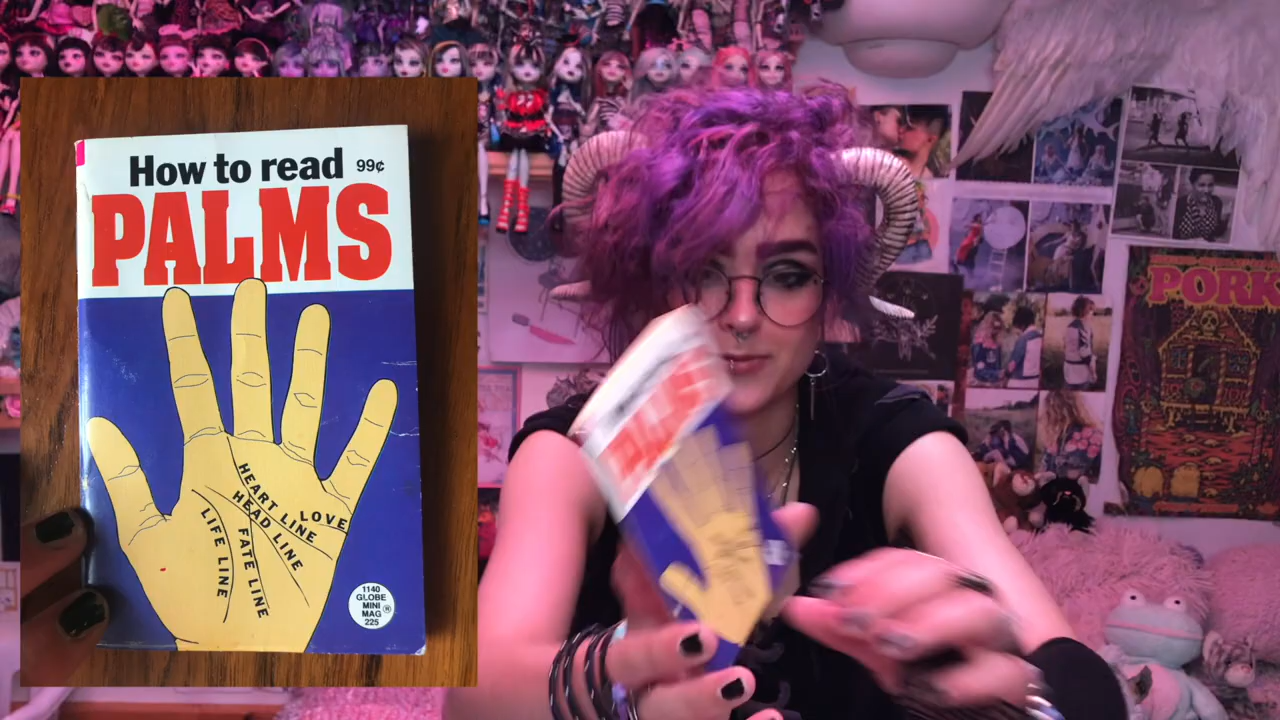 How to read 99¢
PALMS
HEART LINE
LOVE
HEAD LINE
FATE LINE
LIFE LINE
1140
GLOBE
MINI
MAG ®
225
PALMS
PORK